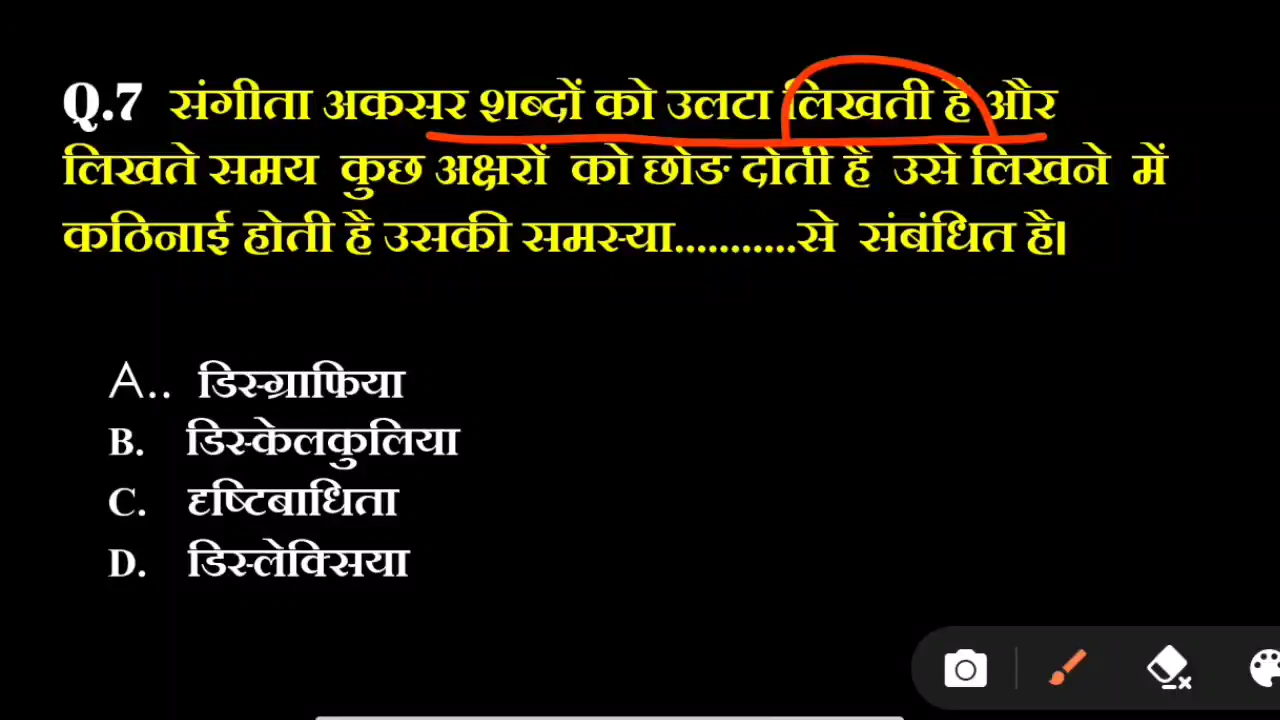 Q.7 संगीता अकसर शब्दों को उलटा लिखती है और
लिखते समय कुछ अक्षरों को छोङ दोती है उसे लिखने में
कठिनाई होती है उसकी समस्या...........से संबंधित है।
A.. डिस्ग्राफिया
B. डिस्केलकुलिया
C. दृष्टिबाधिता
D. डिस्लेक्सिया